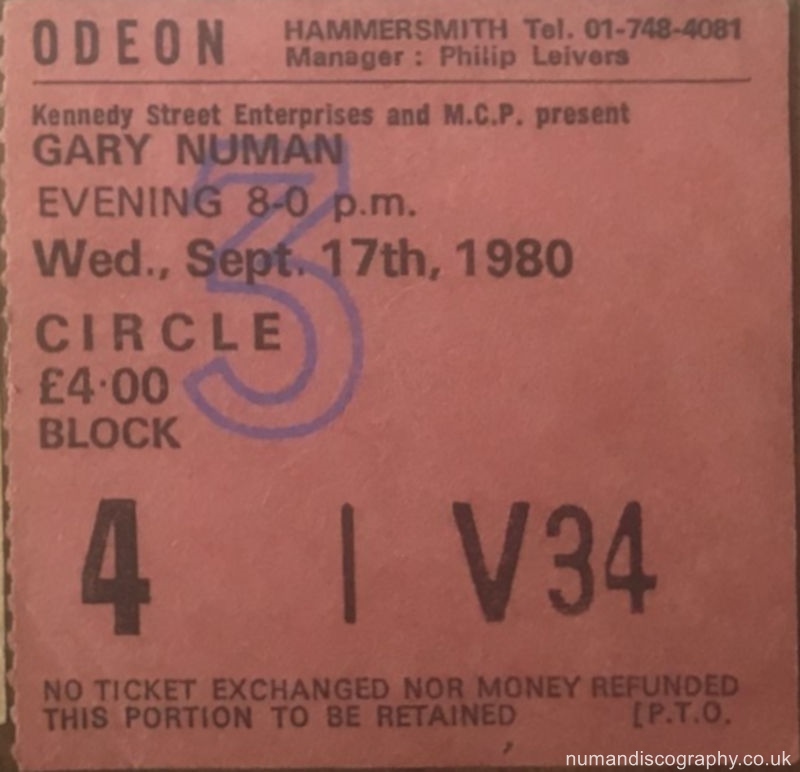 ODEON HAMMERSMITH Tel. 01-748-4081
Manager : Philip Leivers
Kennedy Street Enterprises and M.C.P. present
GARY NUMAN
EVENING 8-0 p.m.
Wed., Sept. 17th, 1980
3
CIRCLE
£4·00
BLOCK
4 | V34
NO TICKET EXCHANGED NOR MONEY REFUNDED
THIS PORTION TO BE RETAINED [P.T.O.
numandiscography.co.uk